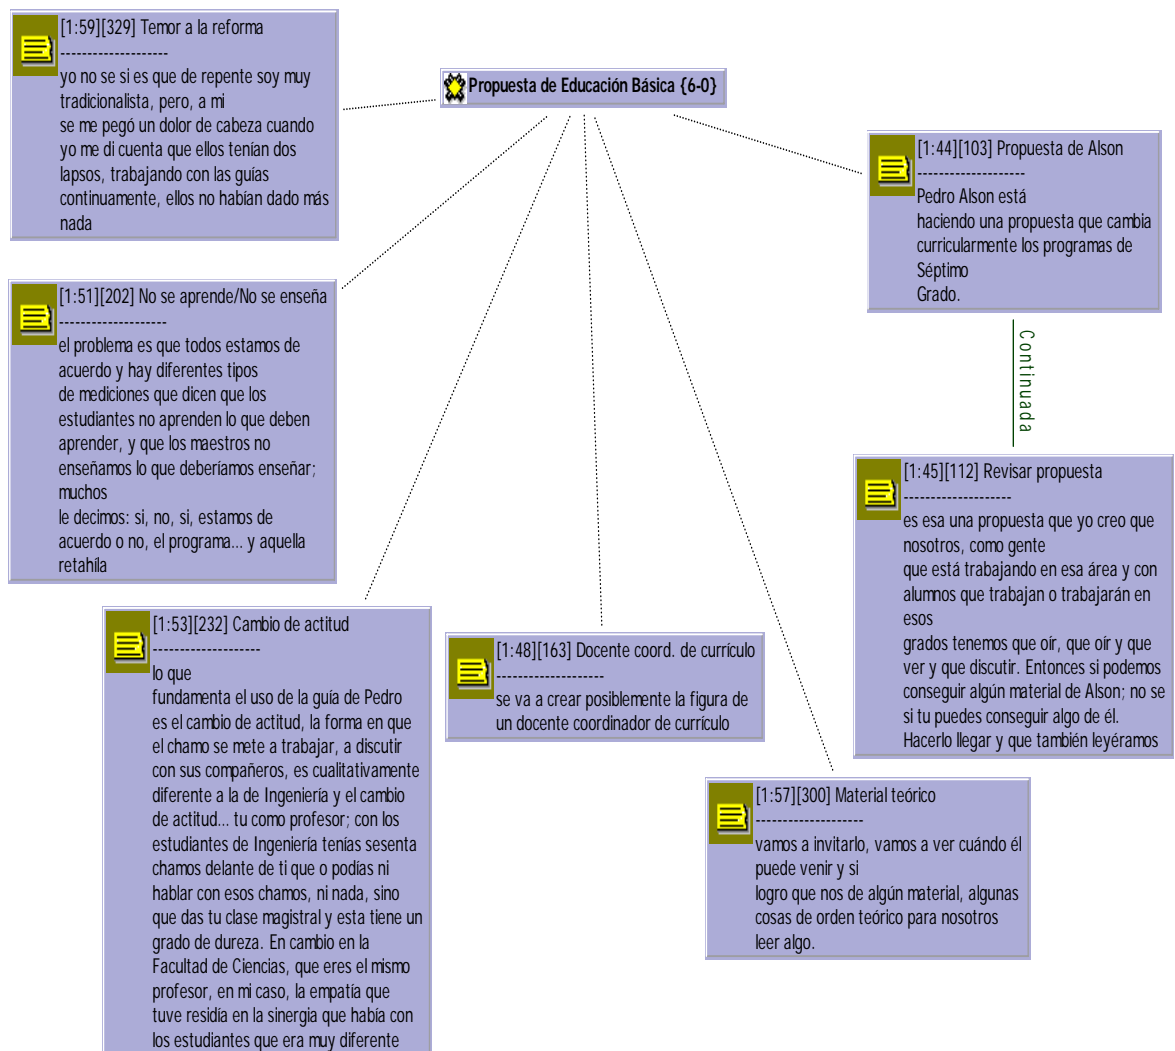 [1:59][329] Temor a la reforma
--------------------
yo no se si es que de repente soy muy
tradicionalista, pero, a mi
se me pegó un dolor de cabeza cuando
yo me di cuenta que ellos tenían dos
lapsos, trabajando con las guías
continuamente, ellos no habían dado más
nada
Propuesta de Educación Básica {6-0}
[1:44][103] Propuesta de Alson
--------------------
Pedro Alson está
haciendo una propuesta que cambia
curricularmente los programas de
Séptimo
Grado.
[1:51][202] No se aprende/No se enseña
--------------------
el problema es que todos estamos de
acuerdo y hay diferentes tipos
de mediciones que dicen que los
estudiantes no aprenden lo que deben
aprender, y que los maestros no
enseñamos lo que deberíamos enseñar;
muchos
le decimos: si, no, si, estamos de
acuerdo o no, el programa... y aquella
retahíla
Continuada
[1:45][112] Revisar propuesta
--------------------
es esa una propuesta que yo creo que
nosotros, como gente
que está trabajando en esa área y con
alumnos que trabajan o trabajarán en
esos
grados tenemos que oír, que oír y que
ver y que discutir. Entonces si podemos
conseguir algún material de Alson; no se
si tu puedes conseguir algo de él.
Hacerlo llegar y que también leyéramos
[1:53][232] Cambio de actitud
--------------------
lo que
fundamenta el uso de la guía de Pedro
es el cambio de actitud, la forma en que
el chamo se mete a trabajar, a discutir
con sus compañeros, es cualitativamente
diferente a la de Ingeniería y el cambio
de actitud... tu como profesor; con los
estudiantes de Ingeniería tenías sesenta
chamos delante de ti que o podías ni
hablar con esos chamos, ni nada, sino
que das tu clase magistral y esta tiene un
grado de dureza. En cambio en la
Facultad de Ciencias, que eres el mismo
profesor, en mi caso, la empatía que
tuve residía en la sinergia que había con
los estudiantes que era muy diferente
[1:48][163] Docente coord. de currículo
--------------------
se va a crear posiblemente la figura de
un docente coordinador de currículo
[1:57][300] Material teórico
--------------------
vamos a invitarlo, vamos a ver cuándo él
puede venir y si
logro que nos de algún material, algunas
cosas de orden teórico para nosotros
leer algo.